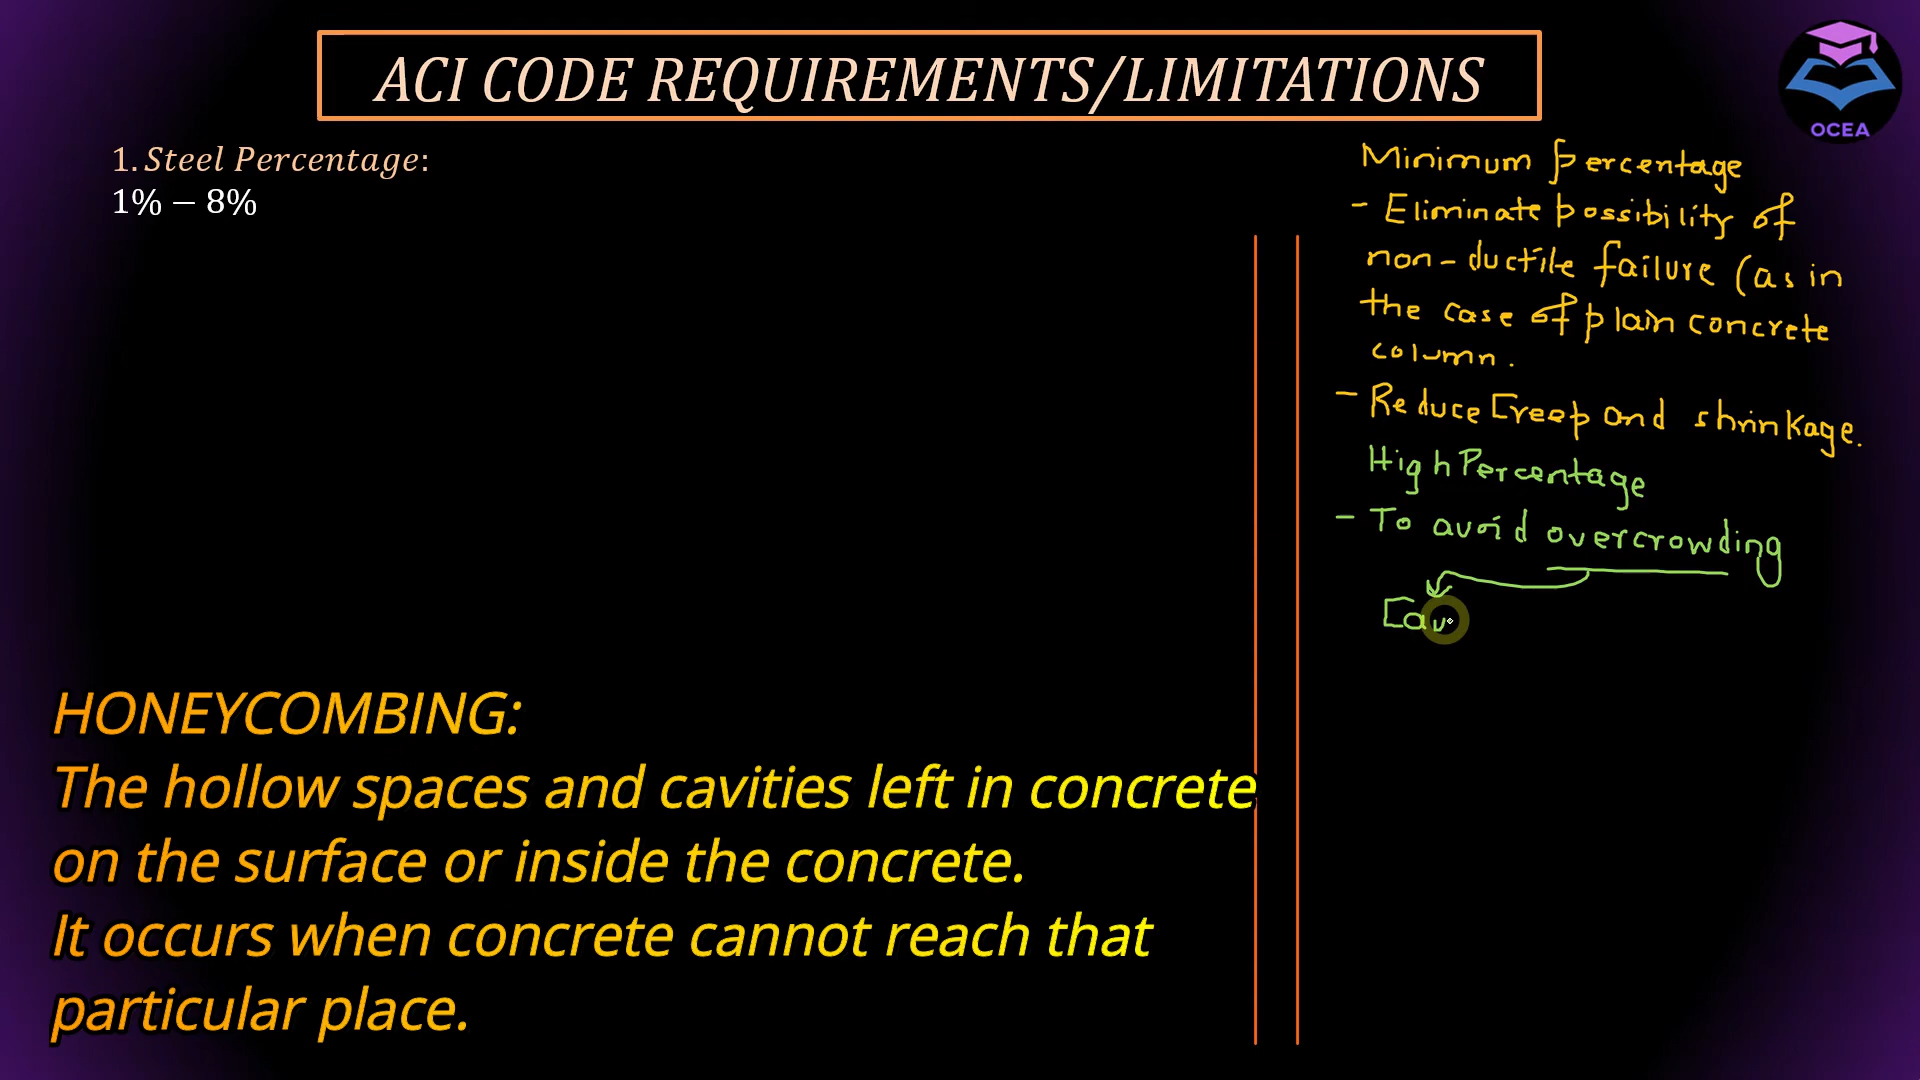 ACI CODE REQUIREMENTS/LIMITATIONS
OCEA
1. Steel Percentage:
1% − 8%
Minimum Percentage
- Eliminate possibility of
non-ductile failure (as in
the case of plain concrete
column.
- Reduce Creep and shrinkage.
High Percentage
- To avoid overcrowding
Cav
HONEYCOMBING:
The hollow spaces and cavities left in concrete
on the surface or inside the concrete.
It occurs when concrete cannot reach that
particular place.